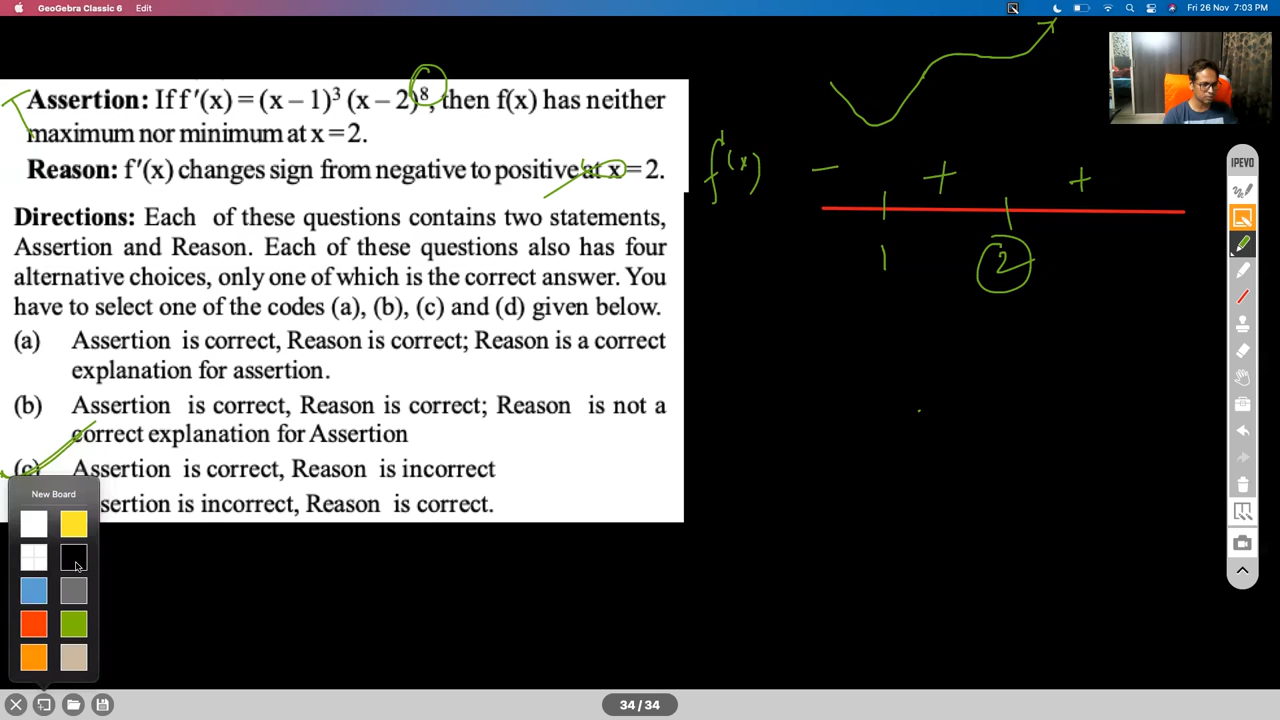 GeoGebra Classic 6 Edit Fri 26 Nov 7:03 PM
T
Assertion: If f ′(x) = (x – 1)³ (x – 2)⁸, then f(x) has neither
maximum nor minimum at x = 2.
Reason: f′(x) changes sign from negative to positive at x = 2.
f'(x) − + +
1 2
Directions: Each of these questions contains two statements,
Assertion and Reason. Each of these questions also has four
alternative choices, only one of which is the correct answer. You
have to select one of the codes (a), (b), (c) and (d) given below.
(a) Assertion is correct, Reason is correct; Reason is a correct
explanation for assertion.
(b) Assertion is correct, Reason is correct; Reason is not a
correct explanation for Assertion
(c) Assertion is correct, Reason is incorrect
sertion is incorrect, Reason is correct.
New Board
34 / 34
IPEVO